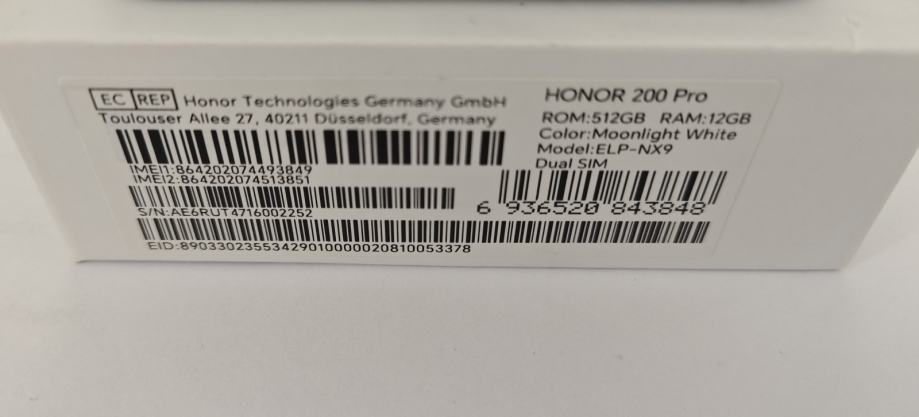 EC REP Honor Technologies Germany GmbH
Toulouser Allee 27, 40211 Düsseldorf, Germany
IMEI1:864202074493849
IMEI2:864202074513851
S/N:AE6RUT4716002252
EID:89033023553429010000020810053378
HONOR 200 Pro
ROM:512GB RAM:12GB
Color:Moonlight White
Model:ELP-NX9
Dual SIM
6 936520 843848